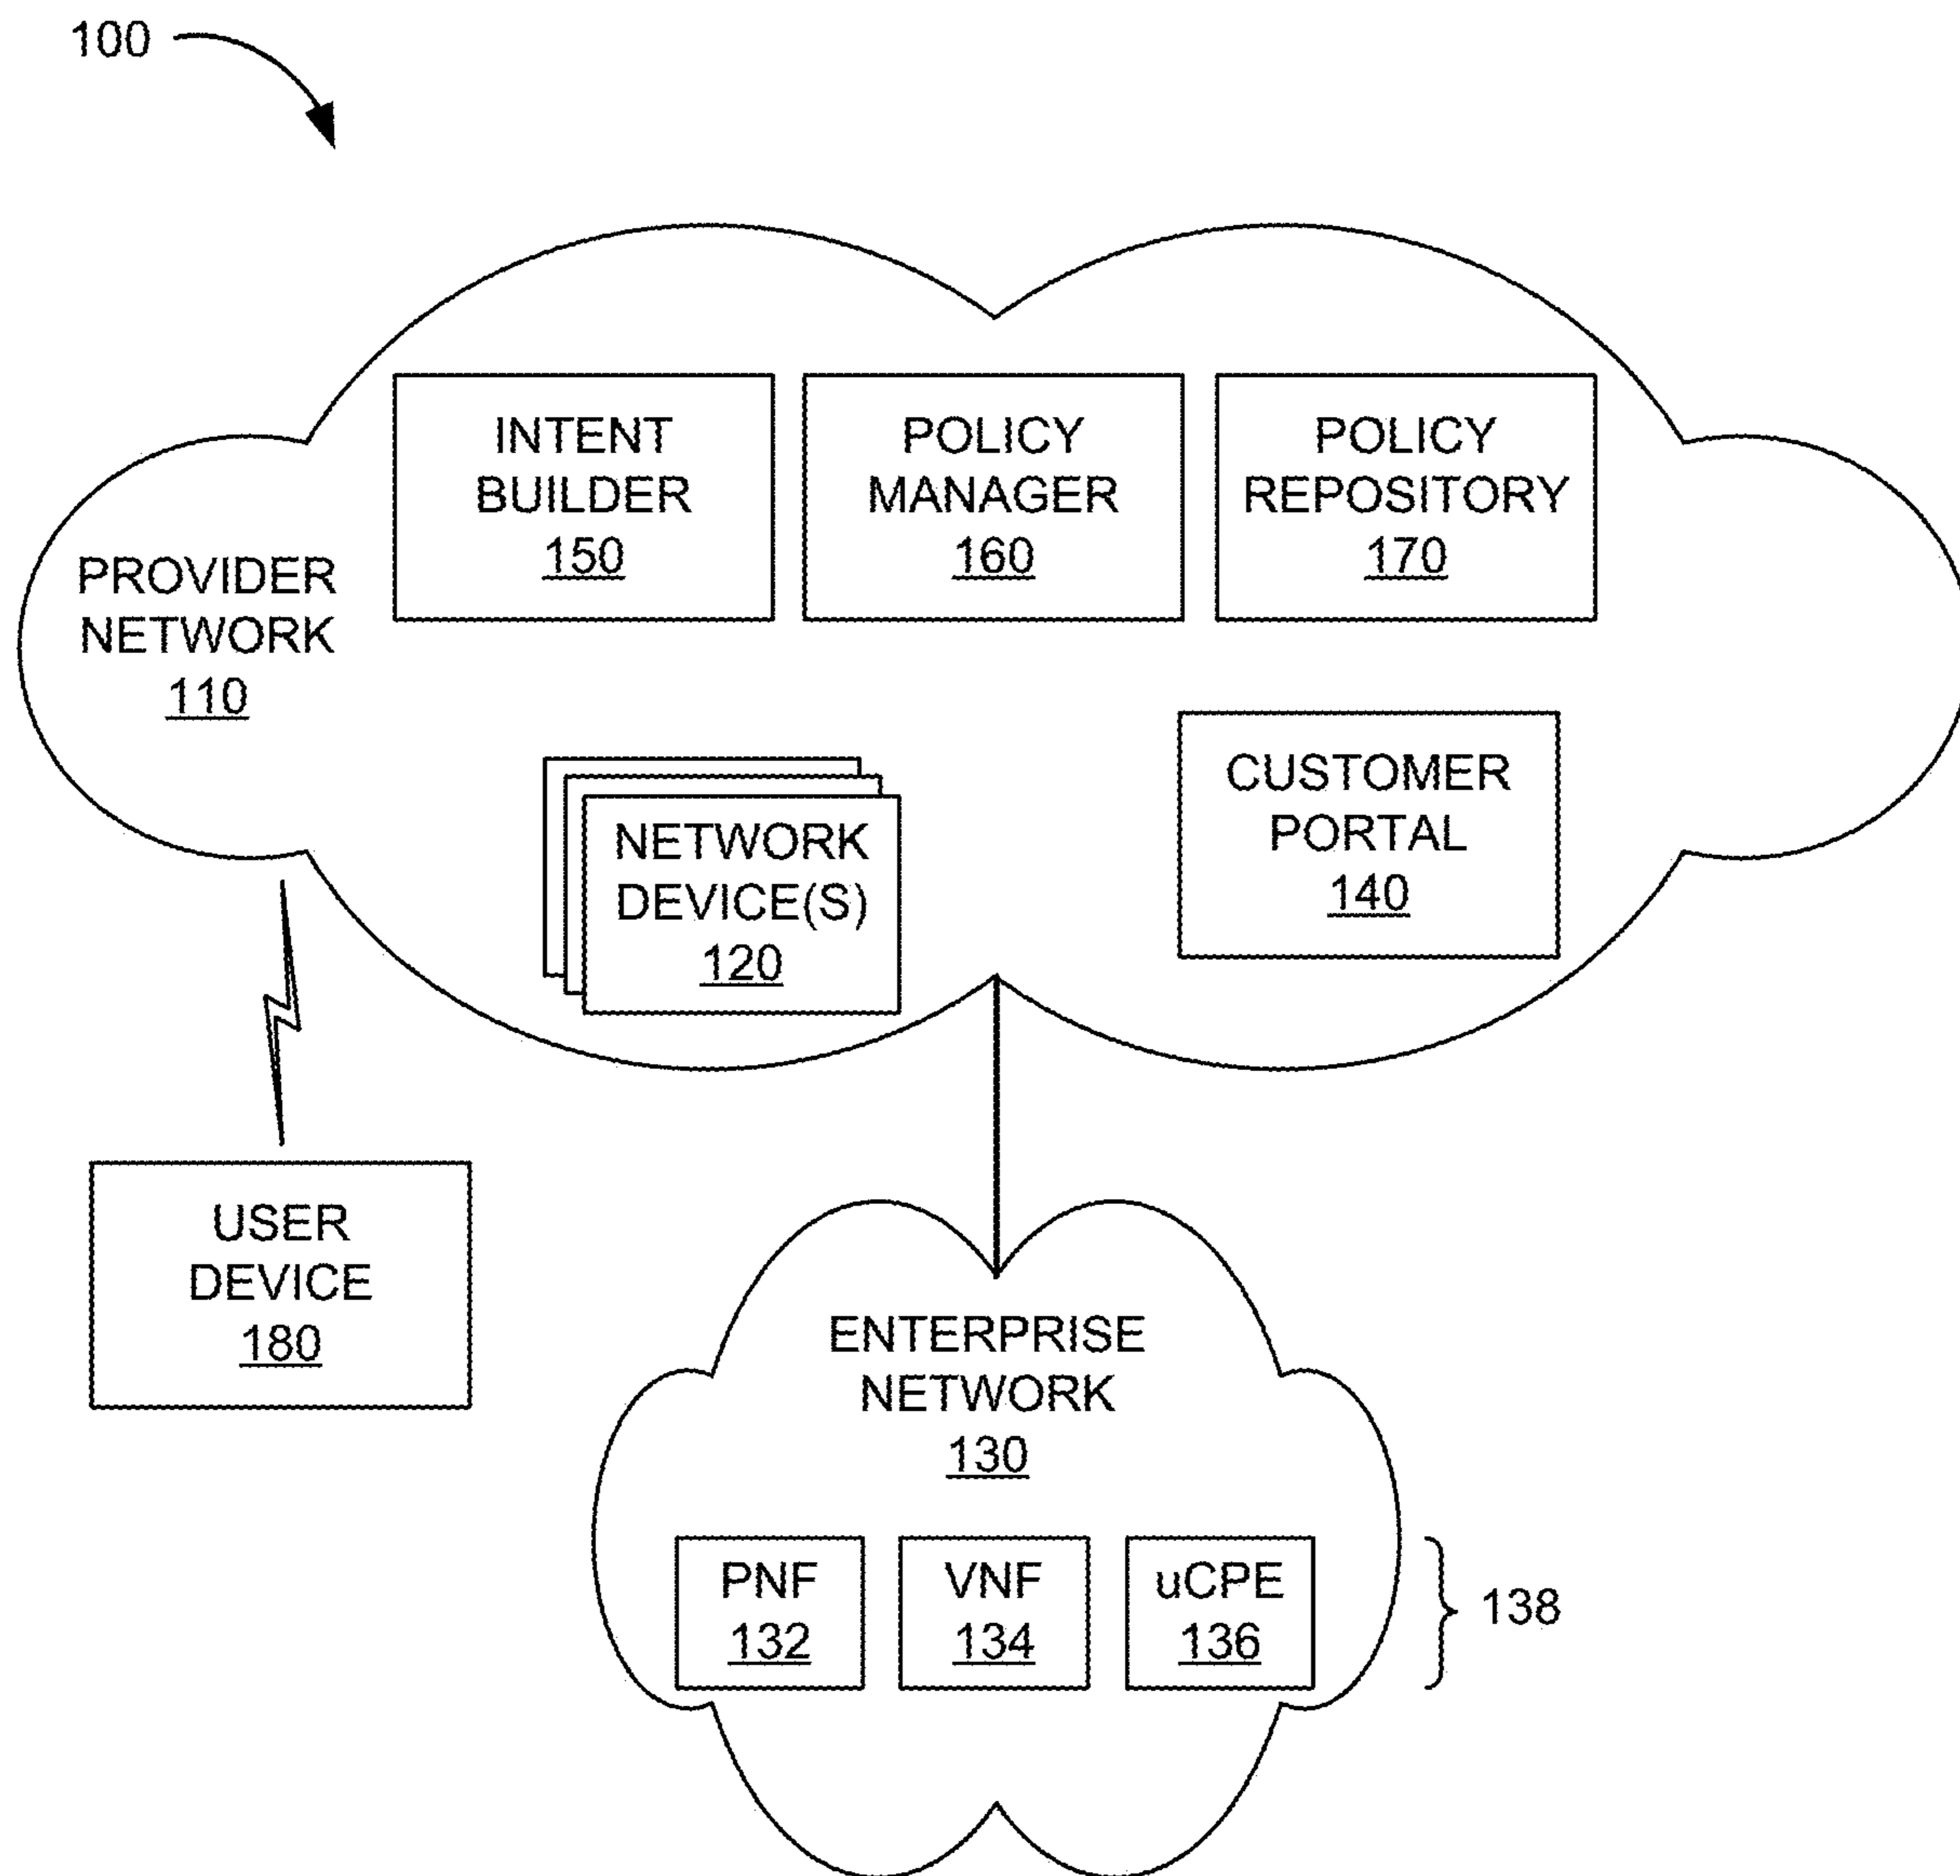 100
INTENT
BUILDER
150
POLICY
MANAGER
160
POLICY
REPOSITORY
170
PROVIDER
NETWORK
110
NETWORK
DEVICE(S)
120
CUSTOMER
PORTAL
140
USER
DEVICE
180
ENTERPRISE
NETWORK
130
PNF
132
VNF
134
uCPE
136
138